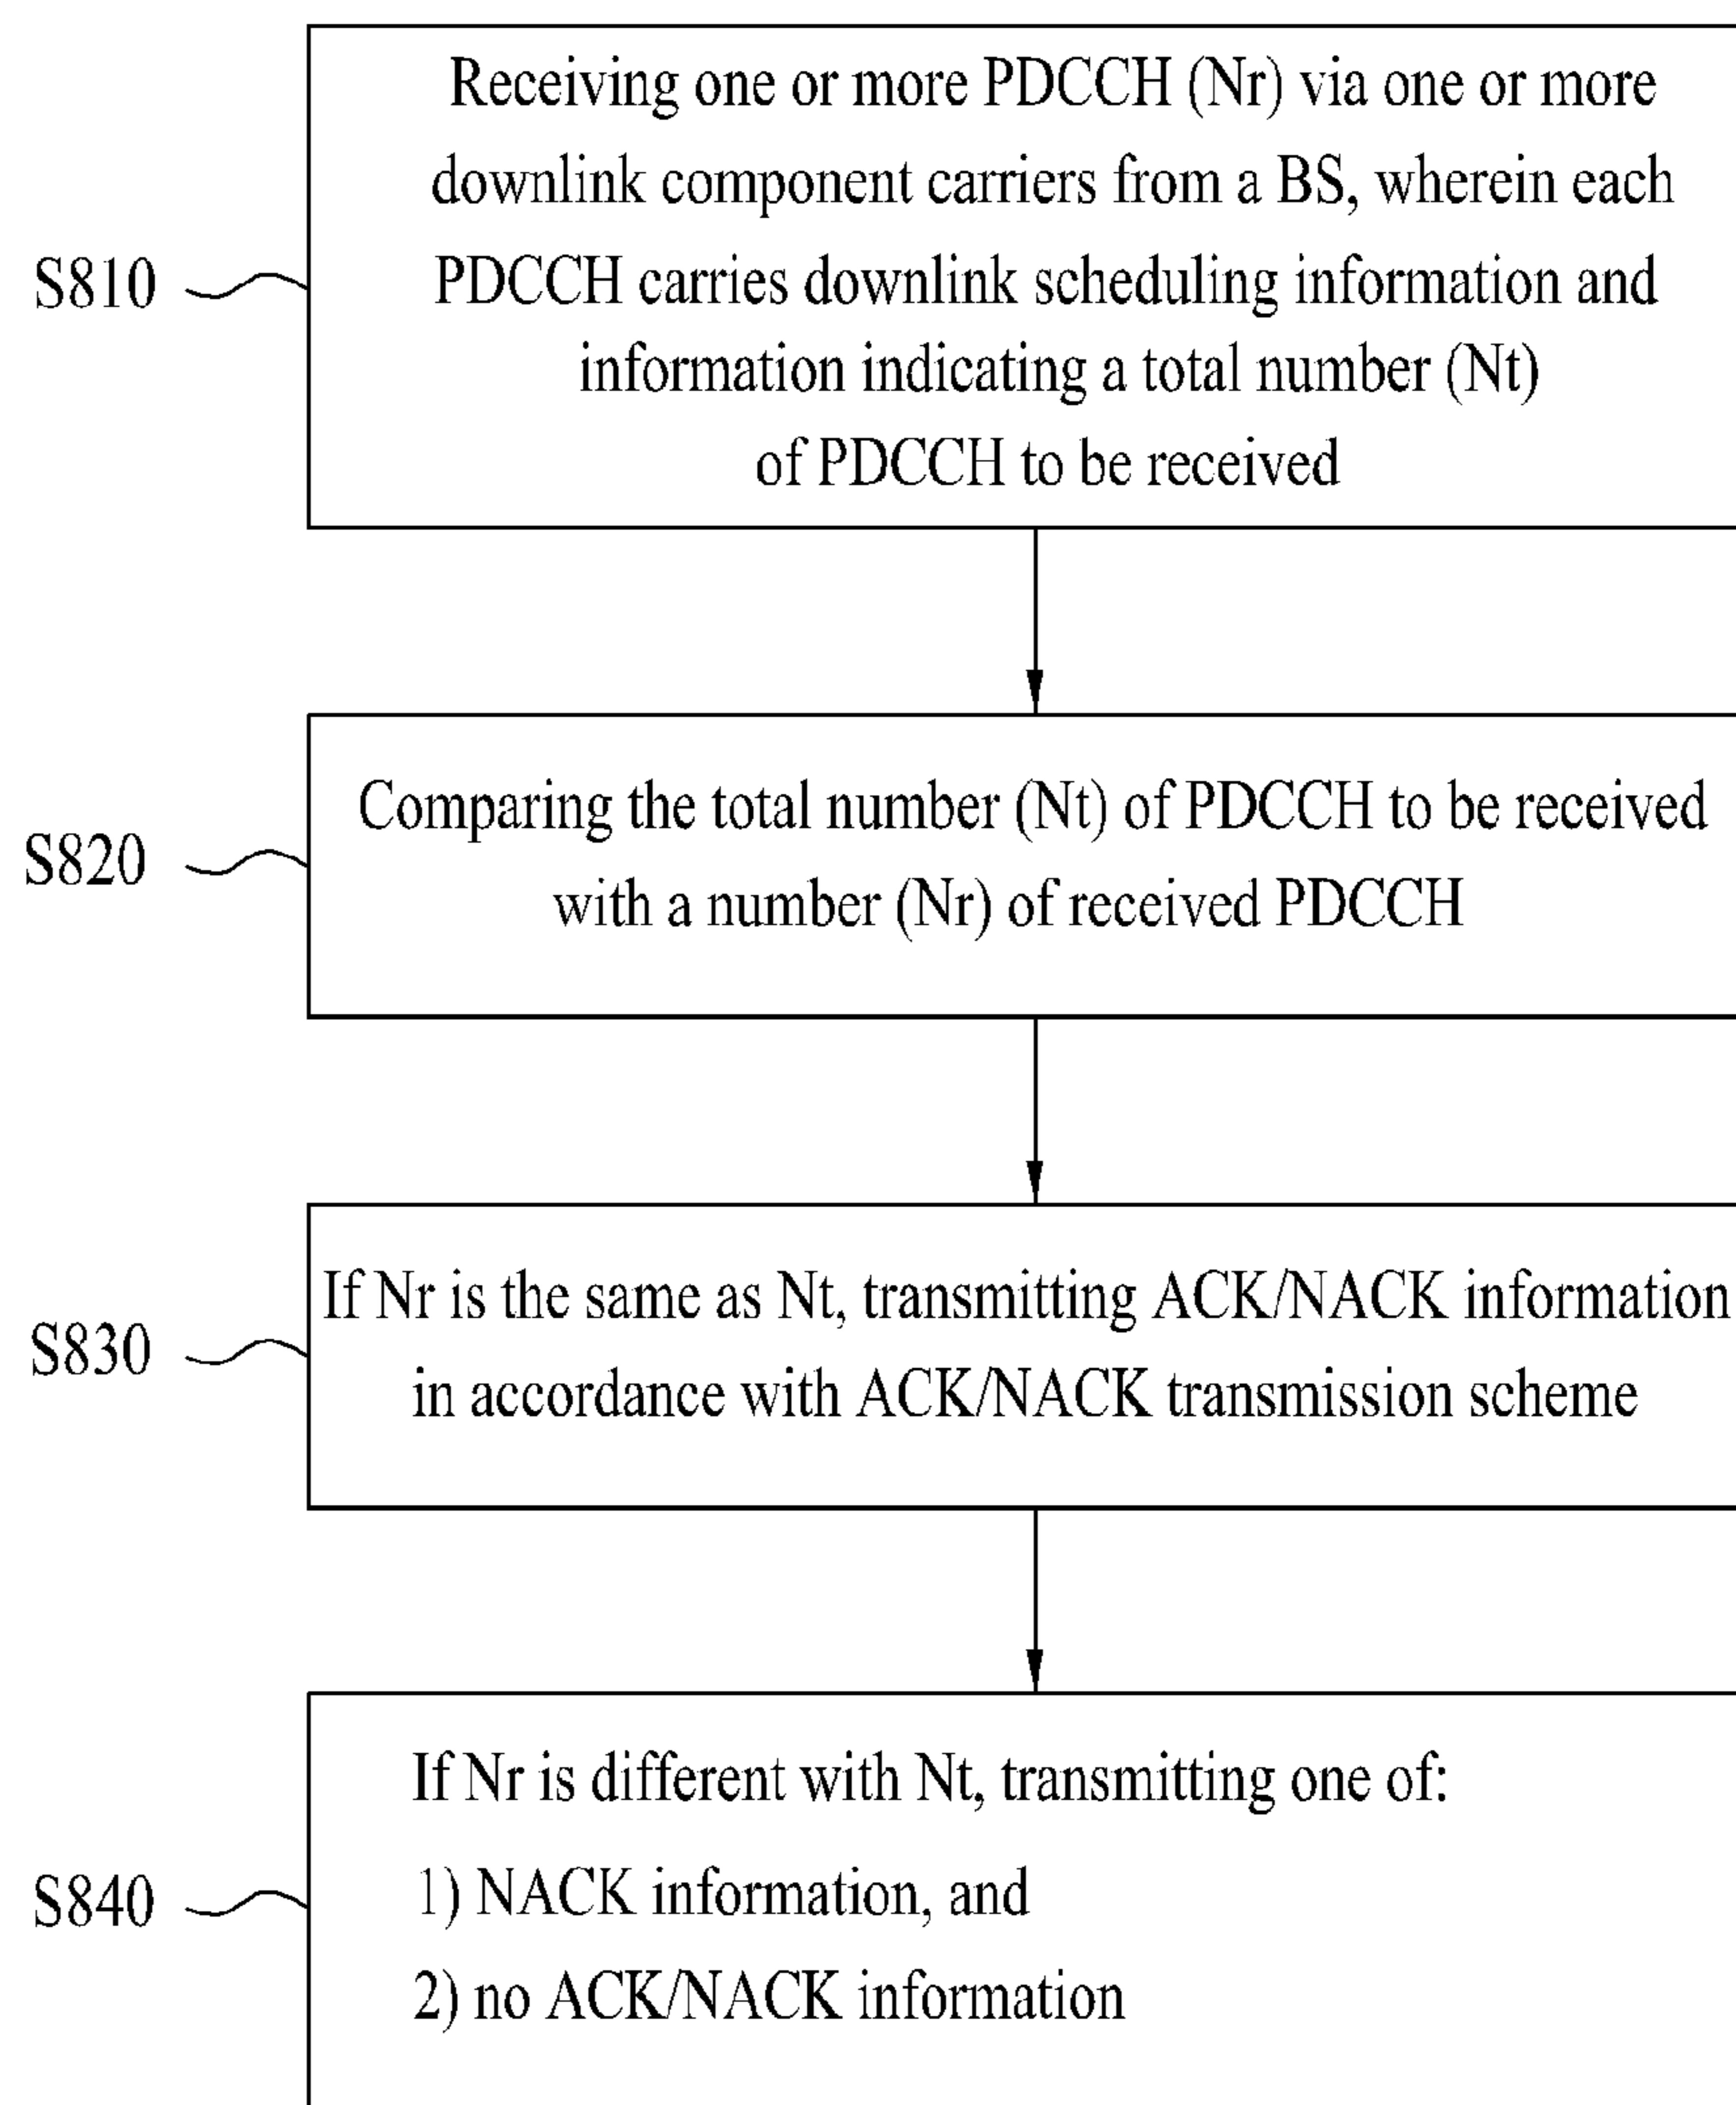 Receiving one or more PDCCH (Nr) via one or more
downlink component carriers from a BS, wherein each
S810
PDCCH carries downlink scheduling information and
information indicating a total number (Nt)
of PDCCH to be received
Comparing the total number (Nt) of PDCCH to be received
S820
with a number (Nr) of received PDCCH
If Nr is the same as Nt, transmitting ACK/NACK information
S830
in accordance with ACK/NACK transmission scheme
If Nr is different with Nt, transmitting one of:
S840
1) NACK information, and
2) no ACK/NACK information